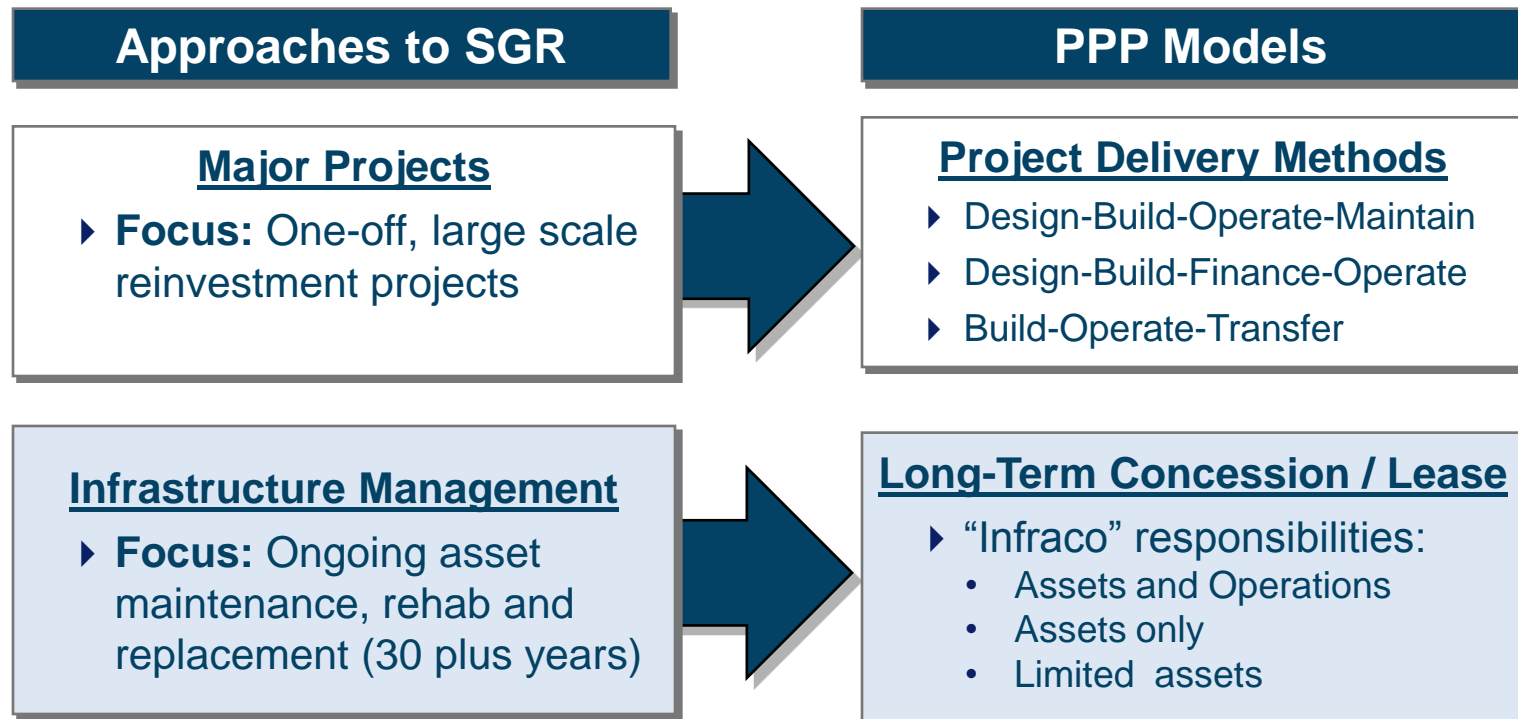 Approaches to SGR
Major Projects
Focus: One-off, large scale
reinvestment projects
Infrastructure Management
Focus: Ongoing asset
maintenance, rehab and
replacement (30 plus years)
PPP Models
Project Delivery Methods
Design-Build-Operate-Maintain
Design-Build-Finance-Operate
Build-Operate-Transfer
Long-Term Concession / Lease
“Infraco” responsibilities:
• Assets and Operations
• Assets only
• Limited assets